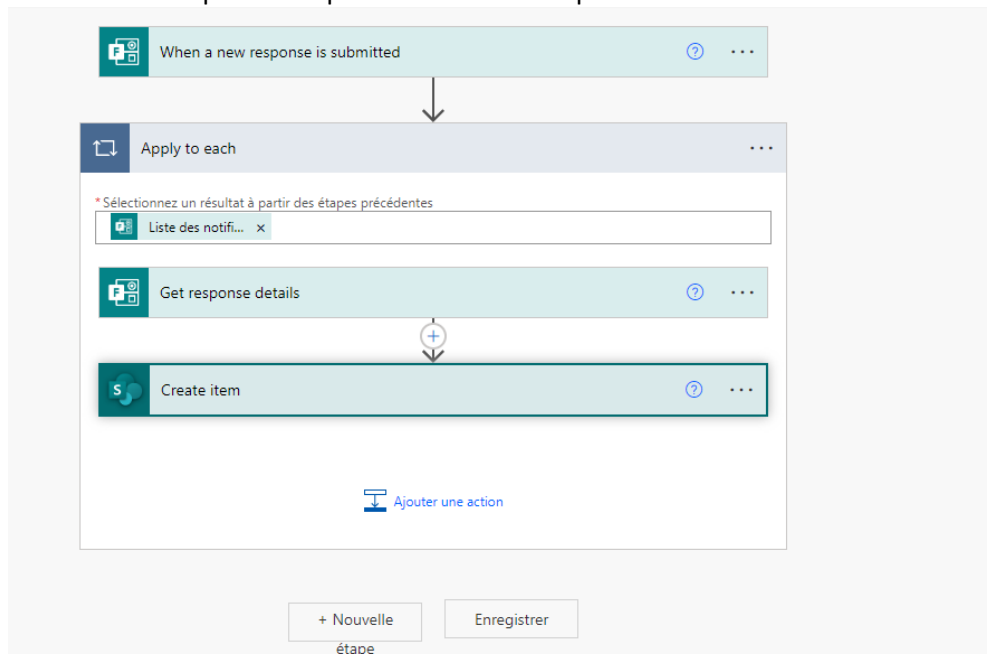 When a new response is submitted
Apply to each
* Sélectionnez un résultat à partir des étapes précédentes
Liste des notifi... ×
Get response details
Create item
Ajouter une action
+ Nouvelle étape
Enregistrer